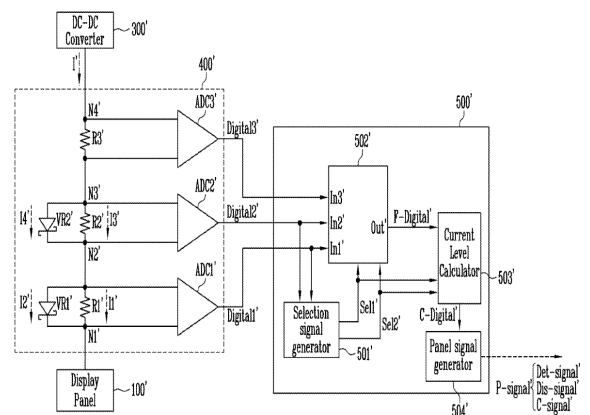 DC-DC
Converter
300'
I'
400'
N4'
ADC3'
R3'
Digital3'
500'
502'
N3'
ADC2'
In3'
I4'
VR2'
R2'
I3'
Digital2'
In2'
Out'
F-Digital'
N2'
In1'
Current
Level
Calculator
503'
ADC1'
I2'
VR1'
R1'
I1'
Digital1'
Selection
signal
generator
501'
Sel1'
Sel2'
C-Digital'
N1'
Panel signal
generator
504'
Display
Panel
100'
P-signal'
Det-signal'
Dis-signal'
C-signal'